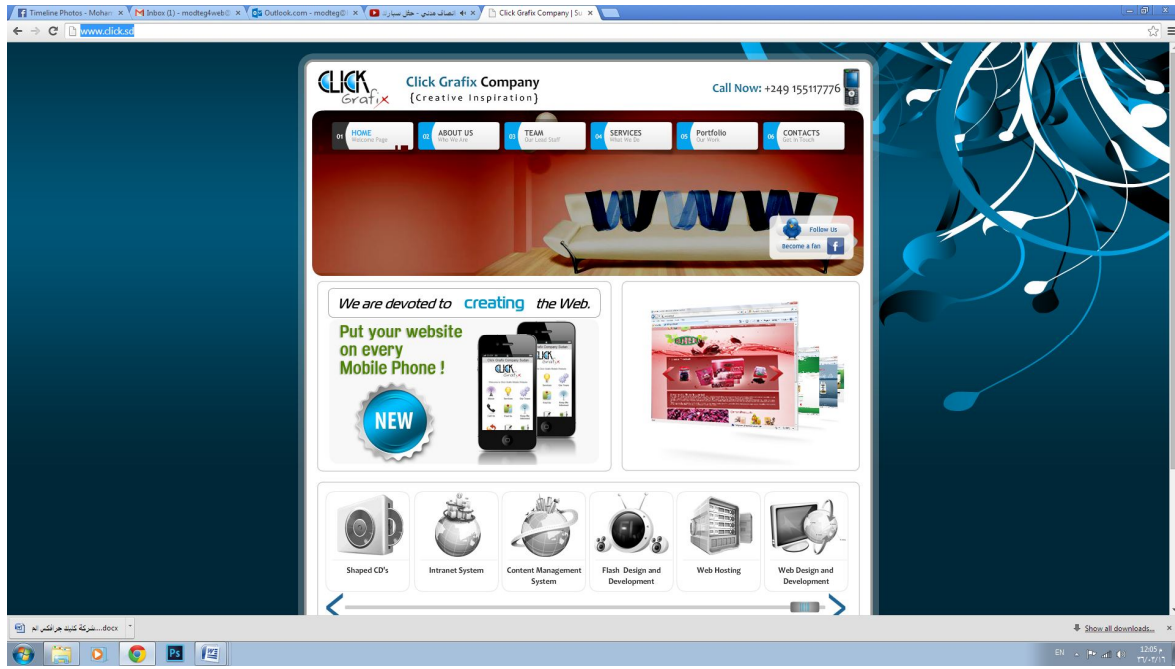 Timeline Photos - Moham
Inbox (1) - modteg4web@
Outlook.com - modteg@
Click Grafix Company | Su
www.click.sd
CLICK
Grafix
Click Grafix Company
{Creative Inspiration}
Call Now: +249 155117776
01 HOME
Welcome Page
02 ABOUT US
Who We Are
03 TEAM
Our Lead Staff
04 SERVICES
What We Do
05 Portfolio
Our Work
06 CONTACTS
Get In Touch
WWW
Follow Us
Become a fan
f
We are devoted to creating the Web.
Put your website
on every
Mobile Phone !
NEW
Shaped CD's
Intranet System
Content Management
System
Flash Design and
Development
Web Hosting
Web Design and
Development
Show all downloads...
Ps
EN
12:05 م